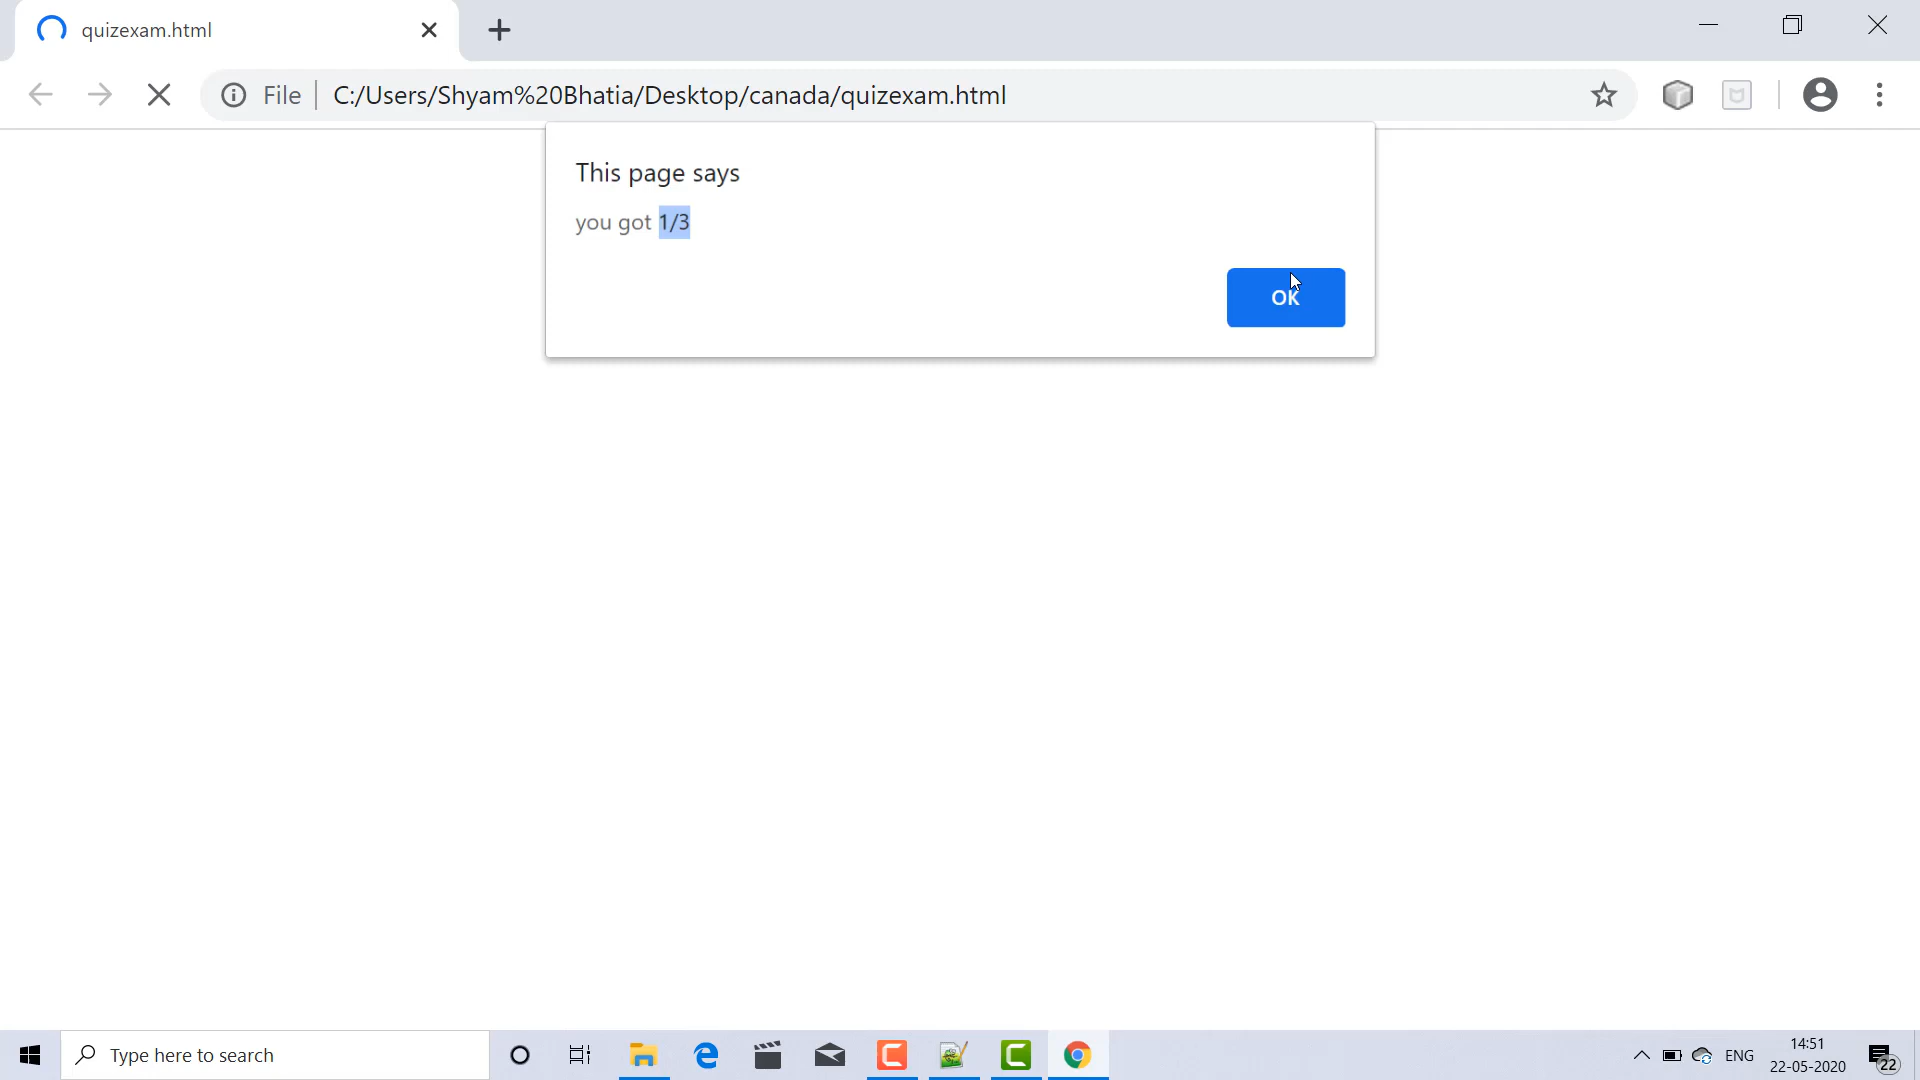 quizexam.html
File
C:/Users/Shyam%20Bhatia/Desktop/canada/quizexam.html
This page says
you got 1/3
OK
Type here to search
ENG
14:51
22-05-2020
22